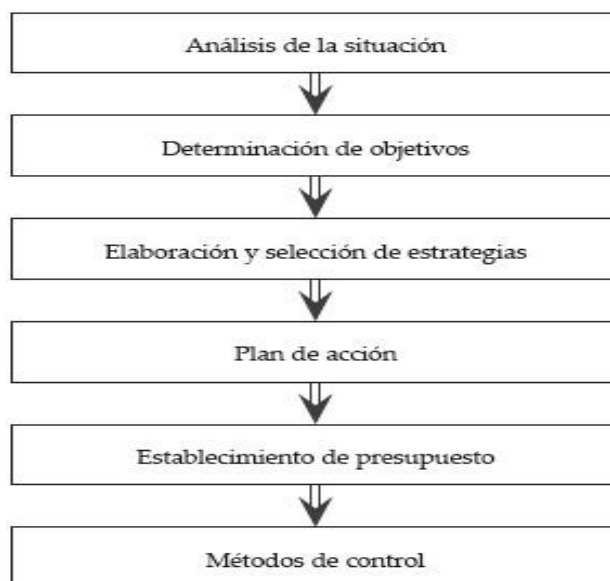 Análisis de la situación
Determinación de objetivos
Elaboración y selección de estrategias
Plan de acción
Establecimiento de presupuesto
Métodos de control